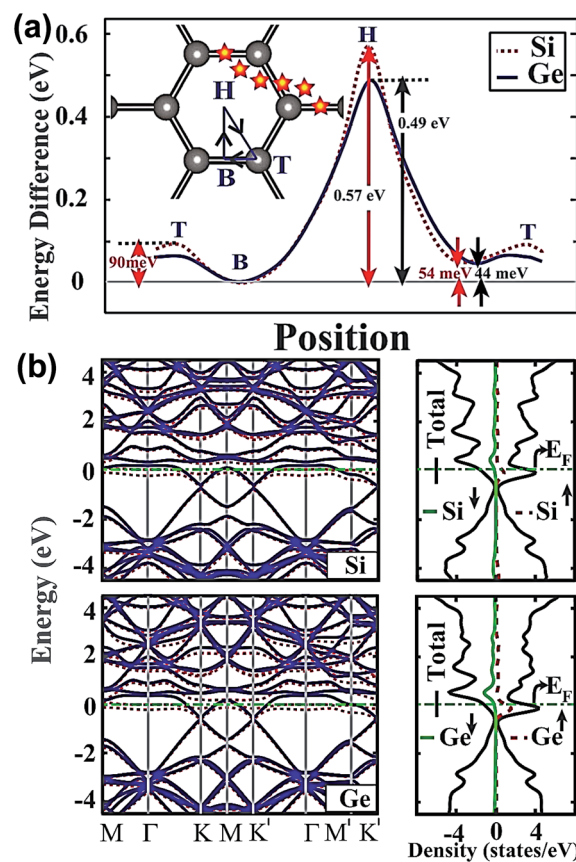 (a)
0.6
0.4
0.2
0
Energy Difference (eV)
H
Si
Ge
H
B
T
T
B
T
90meV
0.57 eV
0.49 eV
54 meV
44 meV
Position
(b)
Energy (eV)
4
2
0
-2
-4
Si
Total
E_F
Si
Si
4
2
0
-2
-4
Ge
Total
E_F
Ge
Ge
M Γ K M K' Γ M' K'
-4 0 4
Density (states/eV)